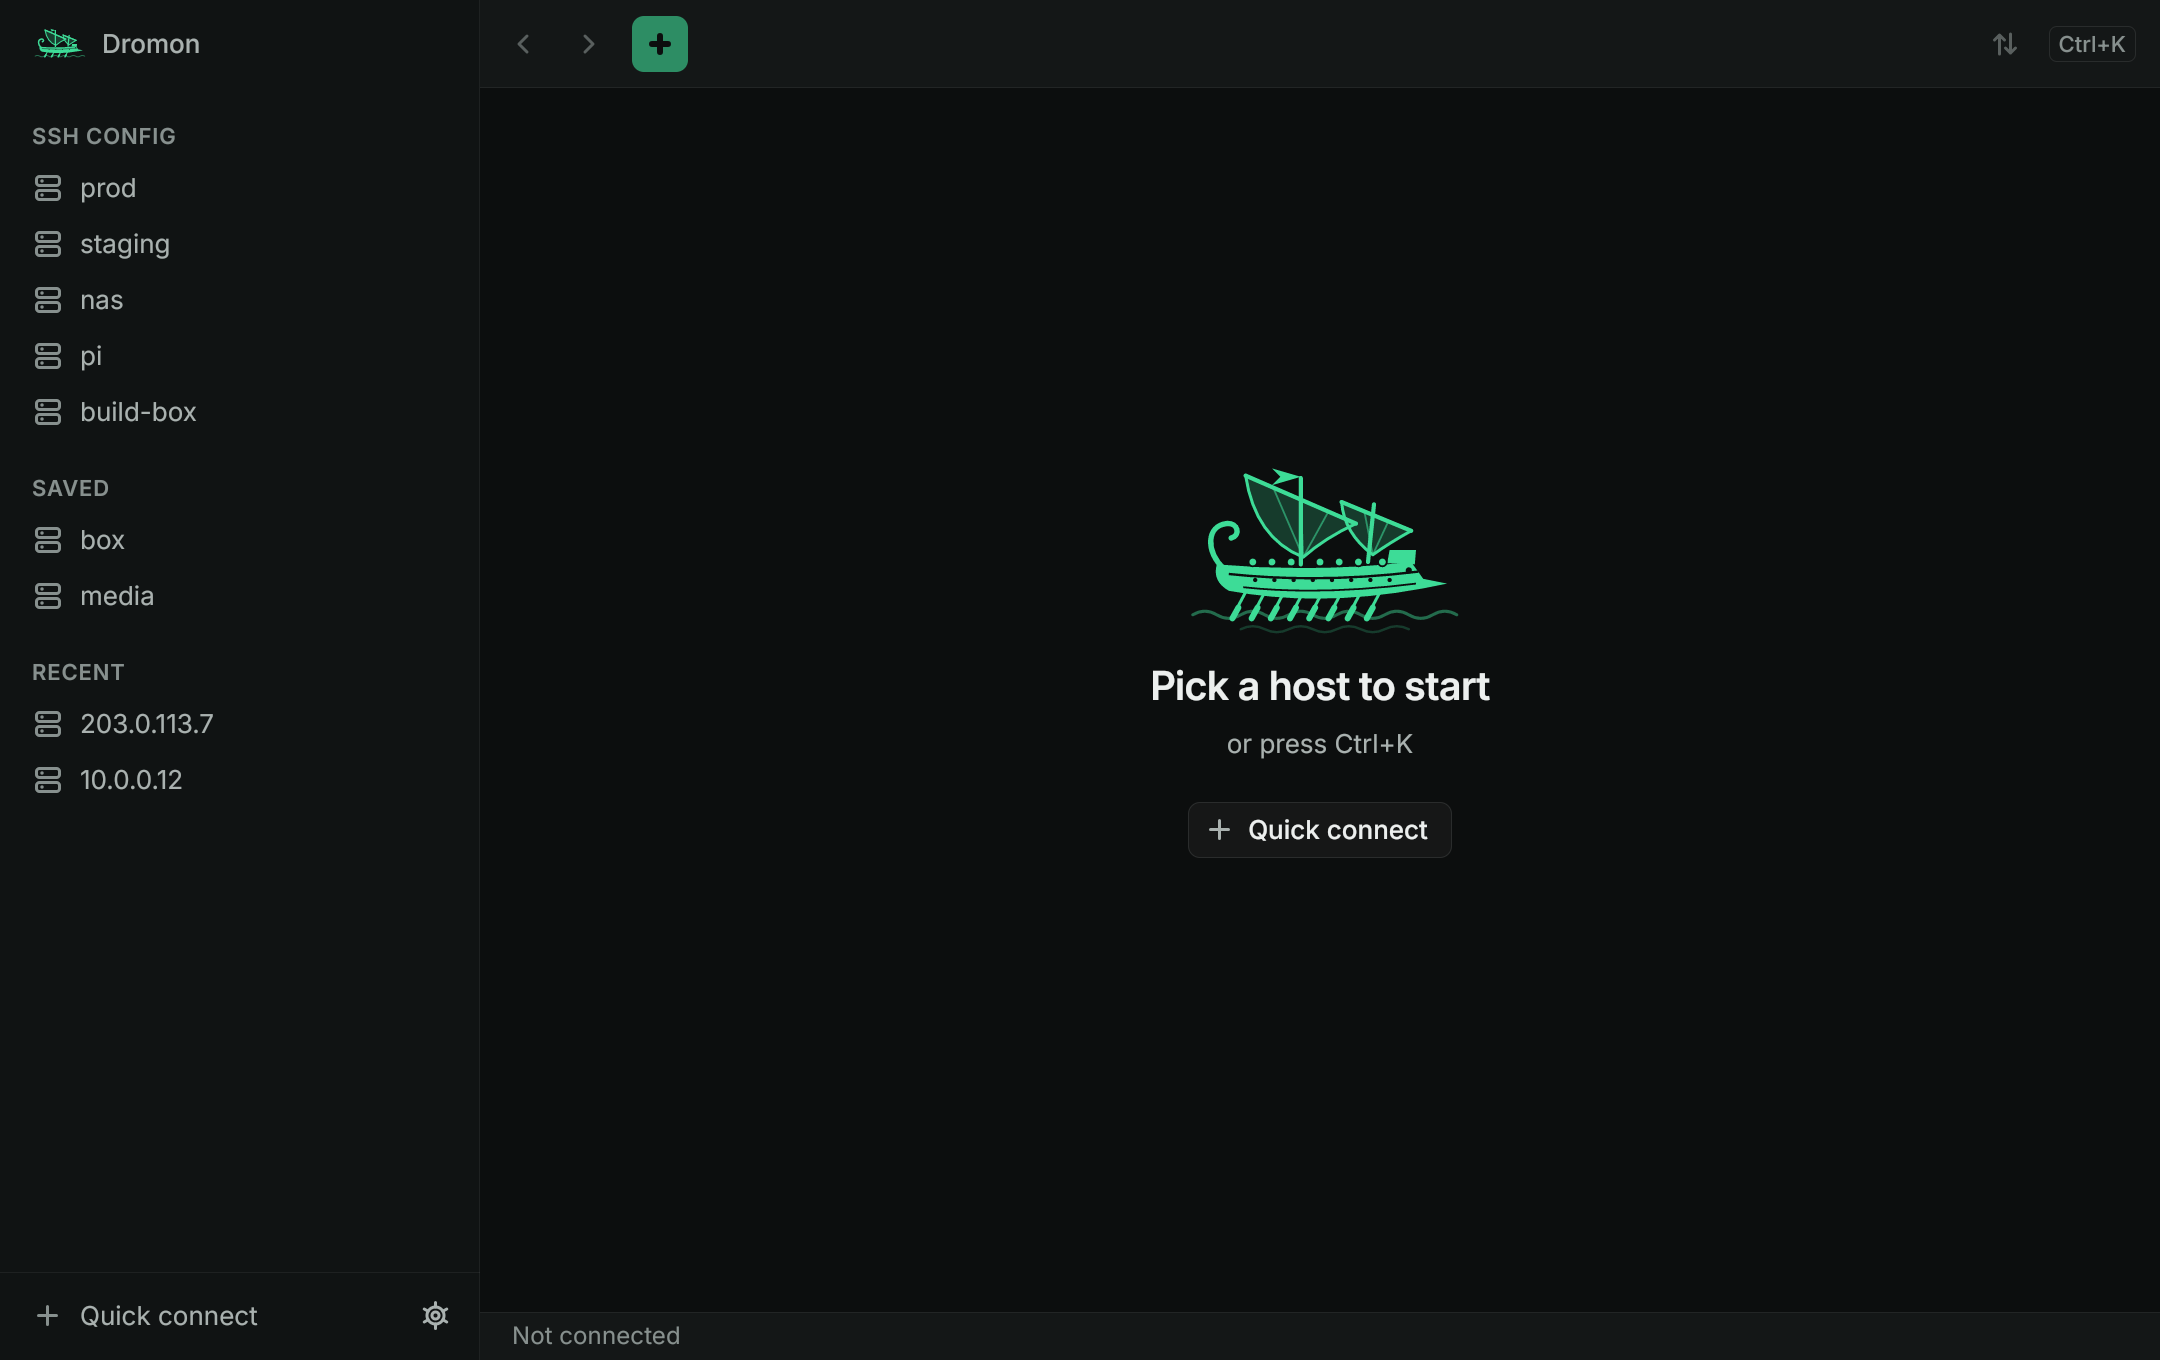 Dromon
SSH CONFIG
prod
staging
nas
pi
build-box
SAVED
box
media
RECENT
203.0.113.7
10.0.0.12
Quick connect
Ctrl+K
Pick a host to start
or press Ctrl+K
Quick connect
Not connected